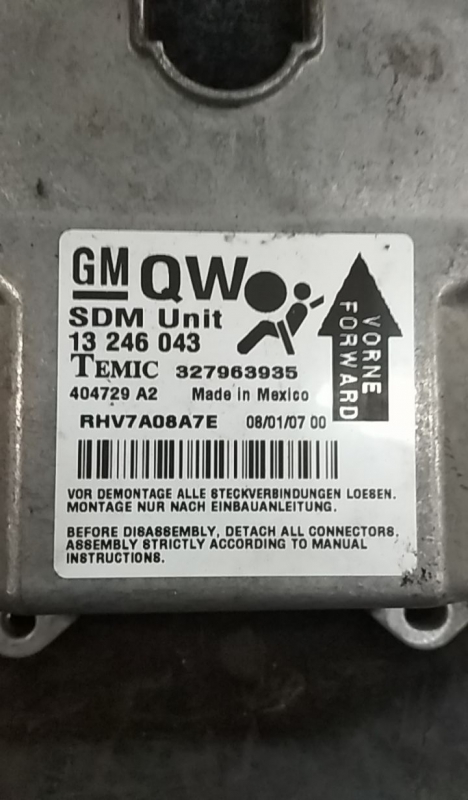 GM QW
SDM Unit
13 246 043
TEMIC 327963935
404729 A2 Made in Mexico
RHV7A08A7E 08/01/07 00
VORNE
FORWARD
VOR DEMONTAGE ALLE STECKVERBINDUNGEN LOESEN.
MONTAGE NUR NACH EINBAUANLEITUNG.
BEFORE DISASSEMBLY, DETACH ALL CONNECTORS.
ASSEMBLY STRICTLY ACCORDING TO MANUAL
INSTRUCTIONS.